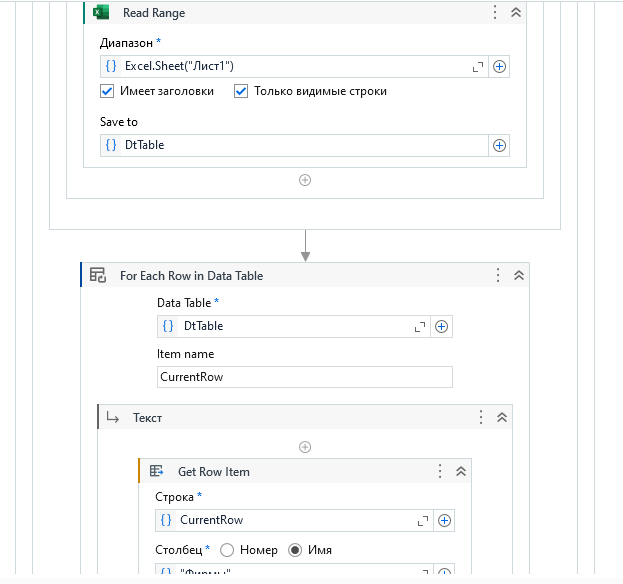 Read Range
Диапазон *
{} Excel.Sheet("Лист1")
Имеет заголовки Только видимые строки
Save to
{} DtTable
For Each Row in Data Table
Data Table *
{} DtTable
Item name
CurrentRow
Текст
Get Row Item
Строка *
{} CurrentRow
Столбец * Номер Имя
{} "Фирмы"